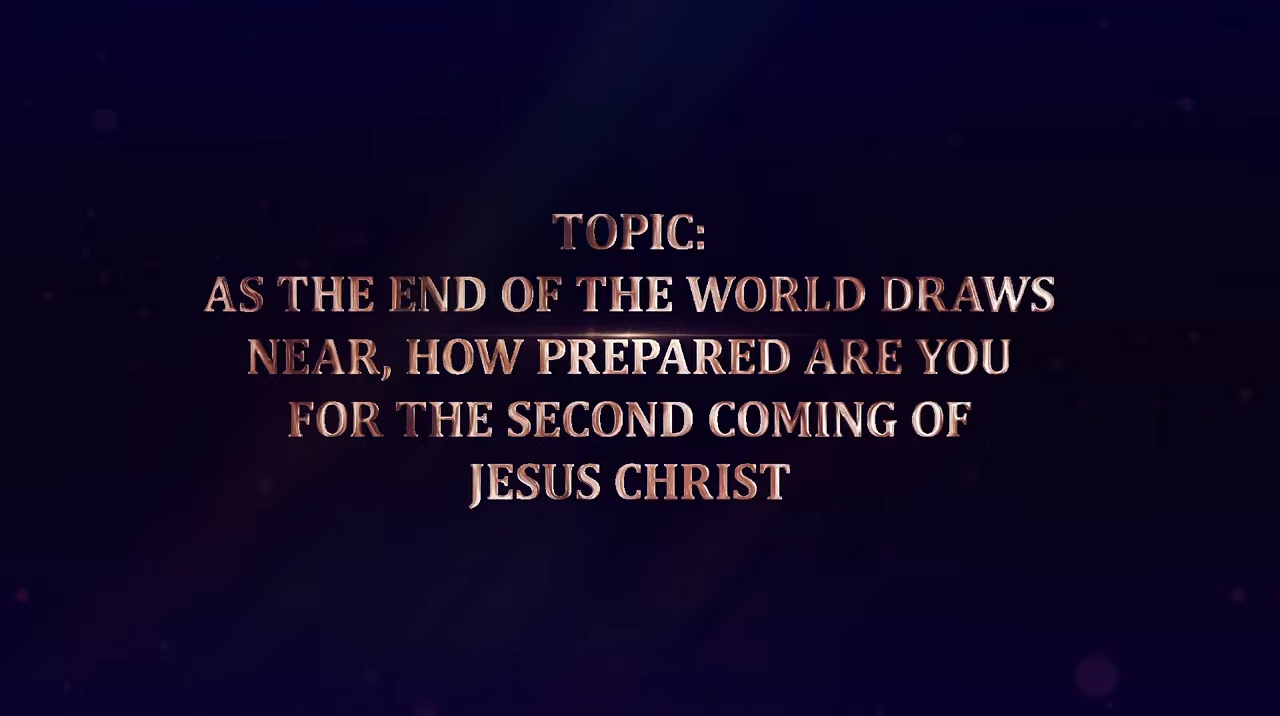 TOPIC:
AS THE END OF THE WORLD DRAWS
NEAR, HOW PREPARED ARE YOU
FOR THE SECOND COMING OF
JESUS CHRIST